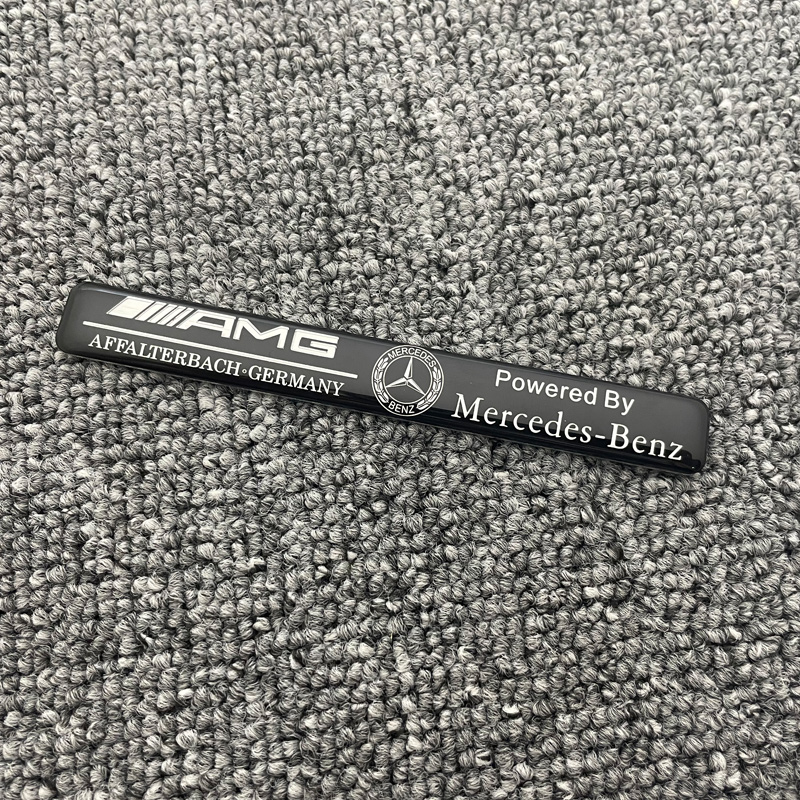 AMG
AFFALTERBACH◦GERMANY
MERCEDES
BENZ
Powered By
Mercedes-Benz